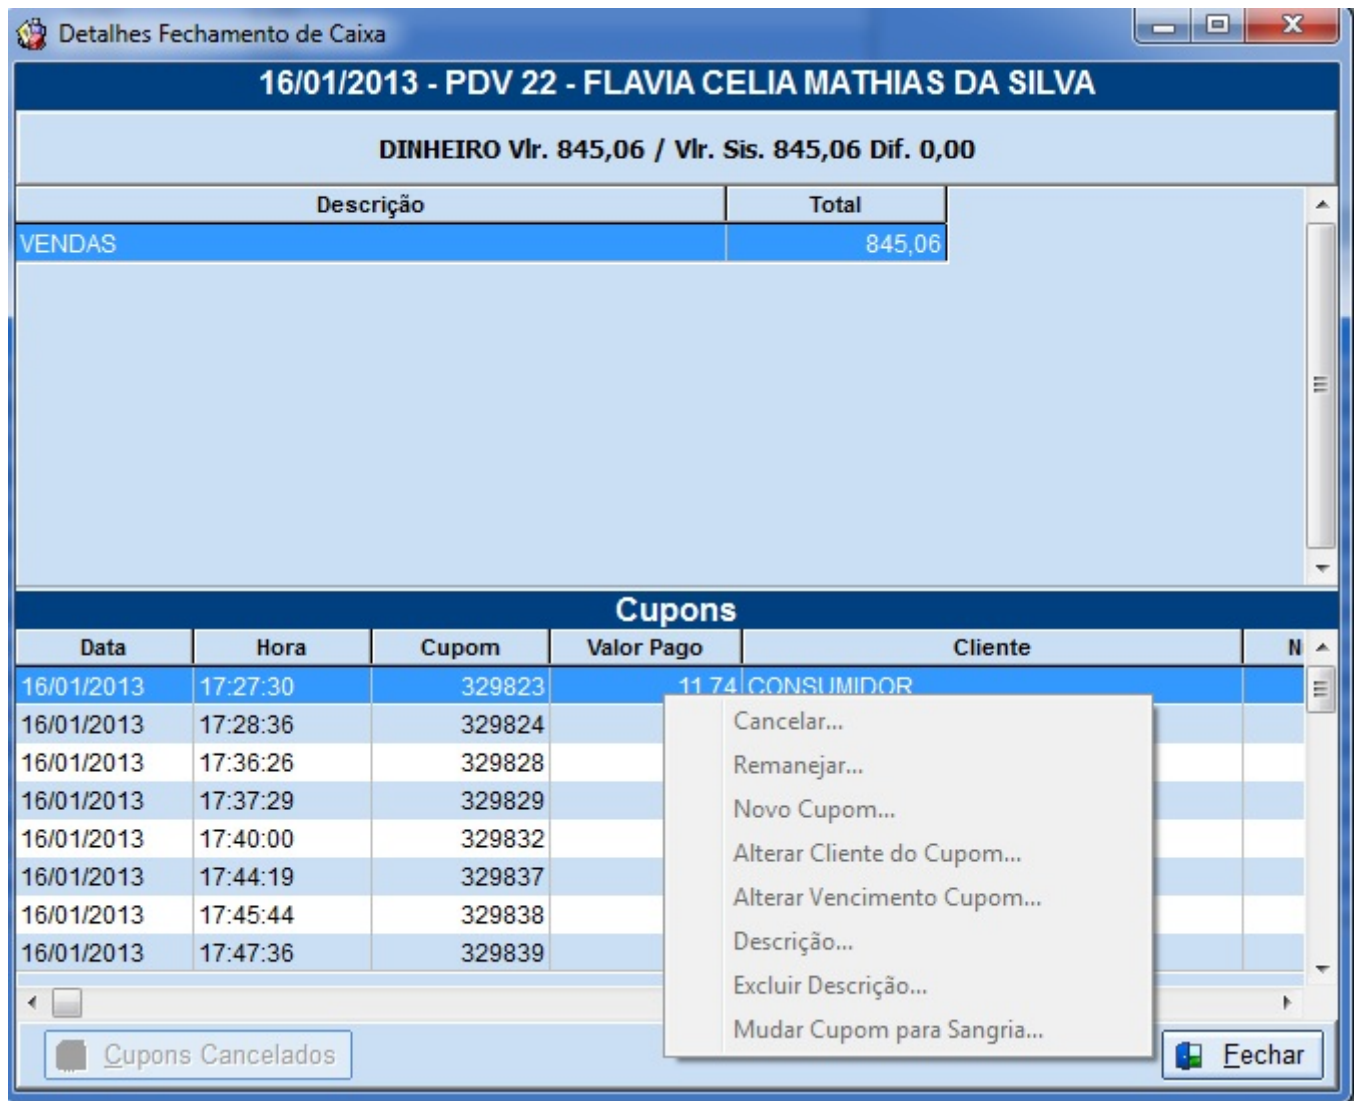 Detalhes Fechamento de Caixa
16/01/2013 - PDV 22 - FLAVIA CELIA MATHIAS DA SILVA
DINHEIRO Vlr. 845,06 / Vlr. Sis. 845,06 Dif. 0,00
Descrição Total
VENDAS 845,06
Cupons
Data Hora Cupom Valor Pago Cliente N
16/01/2013 17:27:30 329823 11,74 CONSUMIDOR
16/01/2013 17:28:36 329824
16/01/2013 17:36:26 329828
16/01/2013 17:37:29 329829
16/01/2013 17:40:00 329832
16/01/2013 17:44:19 329837
16/01/2013 17:45:44 329838
16/01/2013 17:47:36 329839
Cancelar...
Remanejar...
Novo Cupom...
Alterar Cliente do Cupom...
Alterar Vencimento Cupom...
Descrição...
Excluir Descrição...
Mudar Cupom para Sangria...
Cupons Cancelados
Fechar